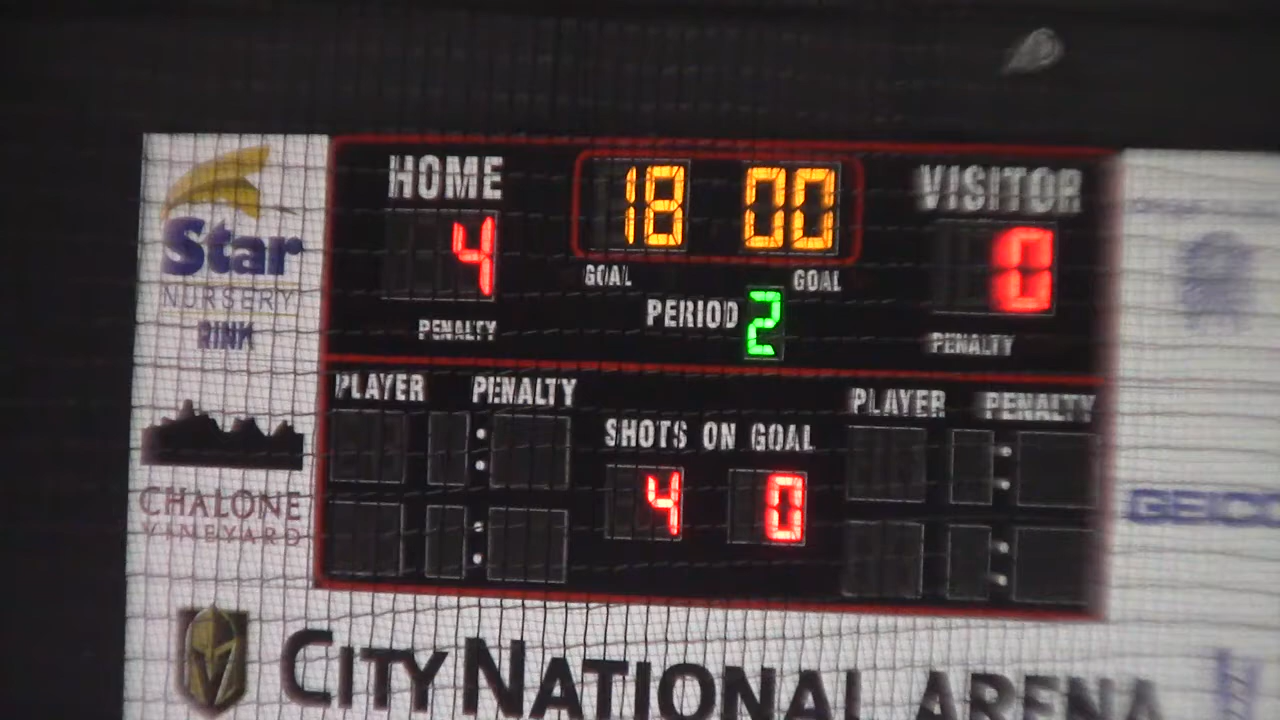 HOME 18 00 VISITOR
4 0
GOAL GOAL
PERIOD 2
PENALTY PENALTY
PLAYER PENALTY PLAYER PENALTY
SHOTS ON GOAL
4 0
Star
NURSERY
RINK
CHALONE
VINEYARD
GEICO
CITY NATIONAL ARENA